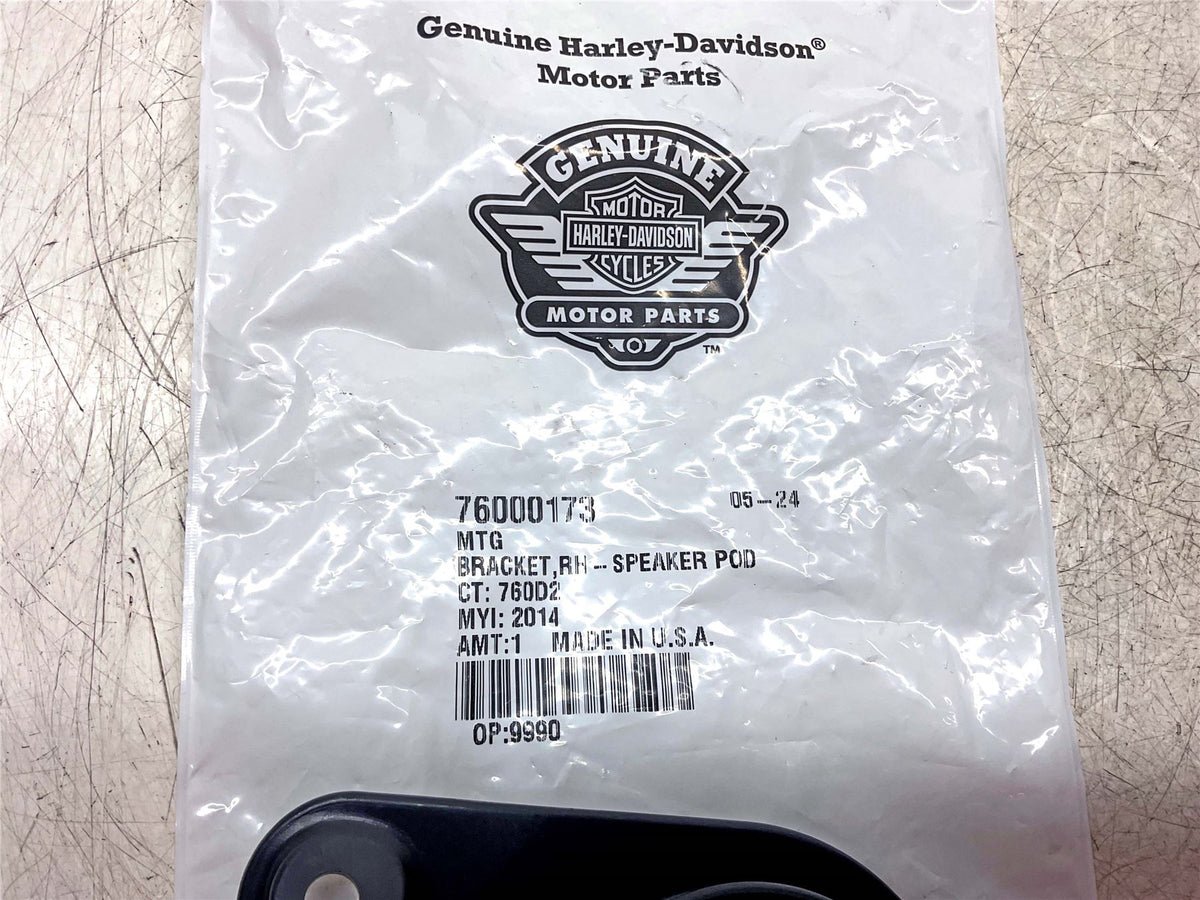 Genuine Harley-Davidson®
Motor Parts
GENUINE
MOTOR
HARLEY-DAVIDSON
CYCLES
MOTOR PARTS
TM
76000173 05-24
MTG
BRACKET,RH-SPEAKER POD
CT: 760D2
MYI: 2014
AMT:1 MADE IN U.S.A.
OP:9990